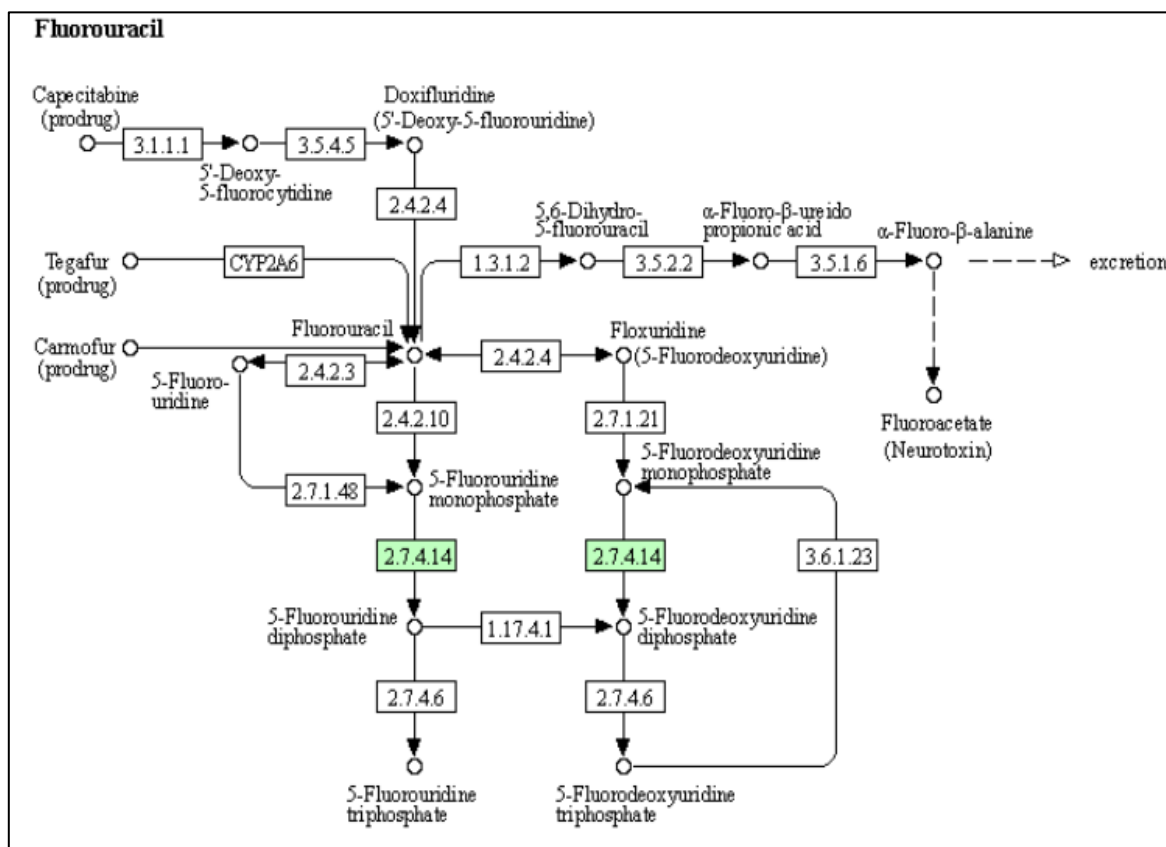 Fluorouracil
Capecitabine
(prodrug)
Doxifluridine
(5'-Deoxy-5-fluorouridine)
3.1.1.1
3.5.4.5
5'-Deoxy-
5-fluorocytidine
2.4.2.4
5,6-Dihydro-
5-fluorouracil
α-Fluoro-β-ureido
propionic acid
α-Fluoro-β-alanine
Tegafur
(prodrug)
CYP2A6
1.3.1.2
3.5.2.2
3.5.1.6
excretion
Fluorouracil
Floxuridine
(5-Fluorodeoxyuridine)
Carmofur
(prodrug)
2.4.2.4
5-Fluoro-
uridine
2.4.2.3
2.4.2.10
2.7.1.21
Fluoroacetate
(Neurotoxin)
2.7.1.48
5-Fluorouridine
monophosphate
5-Fluorodeoxyuridine
monophosphate
2.7.4.14
2.7.4.14
3.6.1.23
5-Fluorouridine
diphosphate
1.17.4.1
5-Fluorodeoxyuridine
diphosphate
2.7.4.6
2.7.4.6
5-Fluorouridine
triphosphate
5-Fluorodeoxyuridine
triphosphate